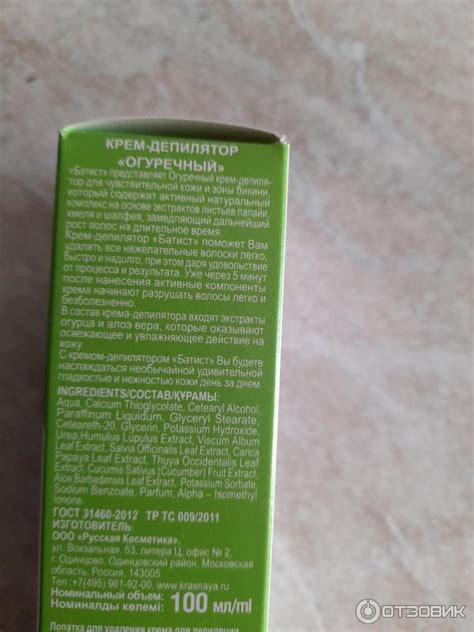 КРЕМ-ДЕПИЛЯТОР
«ОГУРЕЧНЫЙ»
«Батист» представляет Огуречный крем-депиля-
тор для чувствительной кожи и зоны бикини,
который содержит активный натуральный
комплекс на основе экстрактов листьев папайи,
хмеля и шалфея, замедляющий дальнейший
рост волос на длительное время.
Крем-депилятор «Батист» поможет Вам
удалить все нежелательные волоски легко,
быстро и надолго, при этом даря удовольствие
от процесса и результата. Уже через 5 минут
после нанесения активные компоненты
крема начинают разрушать волосы легко и
безболезненно.
В состав крема-депилятора входят экстракты
огурца и алоэ вера, которые оказывают
освежающее и увлажняющее действие на
кожу.
С кремом-депилятором «Батист» Вы будете
наслаждаться необычайной удивительной
гладкостью и нежностью кожи день за днем.
INGREDIENTS/СОСТАВ/ҚҰРАМЫ:
Aqua, Calcium Thioglycolate, Cetearyl Alcohol,
Paraffinum Liquidum, Glyceryl Stearate,
Ceteareth-20, Glycerin, Potassium Hydroxide,
Urea,Humulus Lupulus Extract, Viscum Album
Leaf Extract, Salvia Officinalis Leaf Extract, Carica
Papaya Leaf Extract, Thuya Occidentalis Leaf
Extract, Cucumis Sativus (Cucumber) Fruit Extract,
Aloe Barbadensis Leaf Extract, Potassium Sorbate,
Sodium Benzoate, Parfum, Alpha – Isomethyl
Ionone.
ГОСТ 31460-2012 ТР ТС 009/2011
ИЗГОТОВИТЕЛЬ:
ООО «Русская Косметика»,
ул. Вокзальная, 53, литера Ц, офис № 2,
г. Одинцово, Одинцовский район, Московская
область, Россия, 143005
Тел.:+7(495) 981-92-00, www.krasnaya.ru
Номинальный объем:
Номиналды көлемі: 100 мл/ml
Лопатка для удаления крема для депиляции
ОТЗОВИК